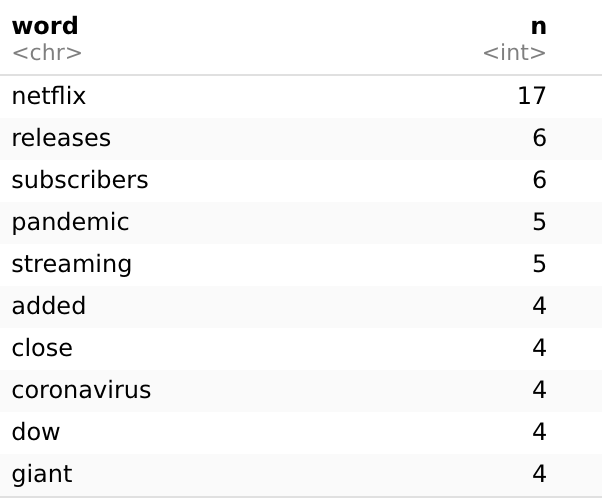 word n
<chr> <int>
netflix 17
releases 6
subscribers 6
pandemic 5
streaming 5
added 4
close 4
coronavirus 4
dow 4
giant 4